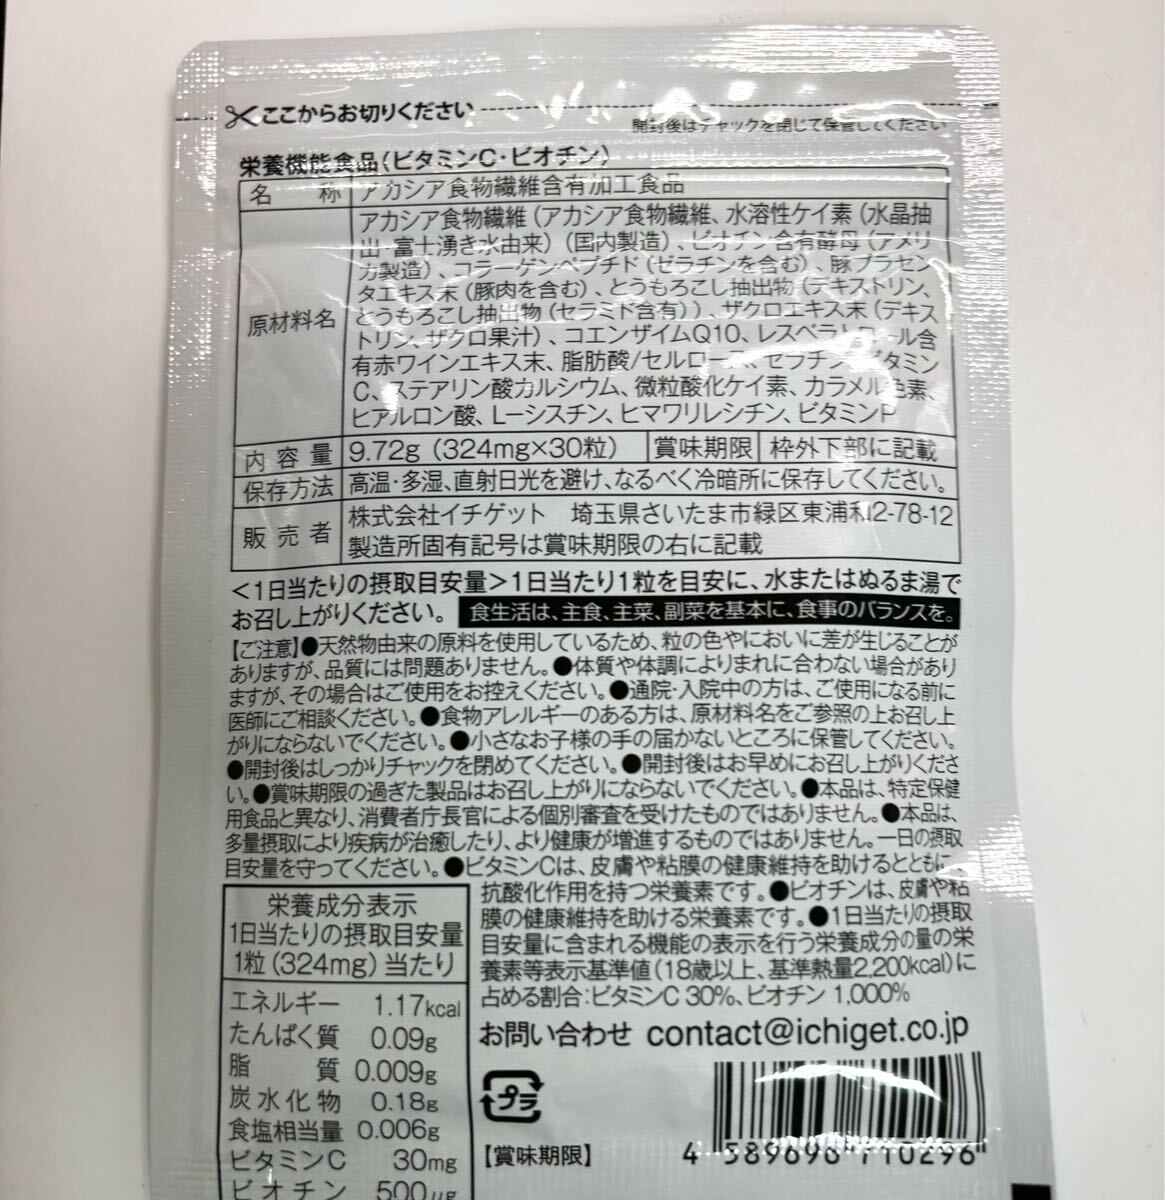 ここからお切りください
開封後はチャックを閉じて保管してください
栄養機能食品(ビタミンC・ビオチン)
名称 アカシア食物繊維含有加工食品
原材料名
アカシア食物繊維(アカシア食物繊維、水溶性ケイ素(水晶抽
出・富士湧き水由来)(国内製造)、ビオチン含有酵母(アメリ
カ製造)、コラーゲンペプチド(ゼラチンを含む)、豚プラセン
タエキス末(豚肉を含む)、とうもろこし抽出物(デキストリン、
とうもろこし抽出物(セラミド含有))、ザクロエキス末(デキス
トリン、ザクロ果汁)、コエンザイムQ10、レスベラトロール含
有赤ワインエキス末、脂肪酸/セルロース、ゼラチン、ビタミン
C、ステアリン酸カルシウム、微粒酸化ケイ素、カラメル色素、
ヒアルロン酸、L-シスチン、ヒマワリレシチン、ビタミンP
内容量 9.72g(324mg×30粒) 賞味期限 枠外下部に記載
保存方法 高温・多湿、直射日光を避け、なるべく冷暗所に保存してください。
販売者 株式会社イチゲット 埼玉県さいたま市緑区東浦和2-78-12
製造所固有記号は賞味期限の右に記載
<1日当たりの摂取目安量>1日当たり1粒を目安に、水またはぬるま湯で
お召し上がりください。 食生活は、主食、主菜、副菜を基本に、食事のバランスを。
【ご注意】●天然物由来の原料を使用しているため、粒の色やにおいに差が生じることが
ありますが、品質には問題ありません。●体質や体調によりまれに合わない場合があり
ますが、その場合はご使用をお控えください。●通院・入院中の方は、ご使用になる前に
医師にご相談ください。●食物アレルギーのある方は、原材料名をご参照の上お召し上
がりにならないでください。●小さなお子様の手の届かないところに保管してください。
●開封後はしっかりチャックを閉めてください。●開封後はお早めにお召し上がりくださ
い。●賞味期限の過ぎた製品はお召し上がりにならないでください。●本品は、特定保健
用食品と異なり、消費者庁長官による個別審査を受けたものではありません。●本品は、
多量摂取により疾病が治癒したり、より健康が増進するものではありません。一日の摂取
目安量を守ってください。●ビタミンCは、皮膚や粘膜の健康維持を助けるとともに、
抗酸化作用を持つ栄養素です。●ビオチンは、皮膚や粘
膜の健康維持を助ける栄養素です。●1日当たりの摂取
目安量に含まれる機能の表示を行う栄養成分の量の栄
養素等表示基準値(18歳以上、基準熱量2,200kcal)に
占める割合:ビタミンC 30%、ビオチン 1,000%
お問い合わせ contact@ichiget.co.jp
栄養成分表示
1日当たりの摂取目安量
1粒(324mg)当たり
エネルギー 1.17kcal
たんぱく質 0.09g
脂質 0.009g
炭水化物 0.18g
食塩相当量 0.006g
ビタミンC 30mg
ビオチン 500μg
プラ
【賞味期限】
4 589696 710296